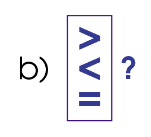 b) > < = ?